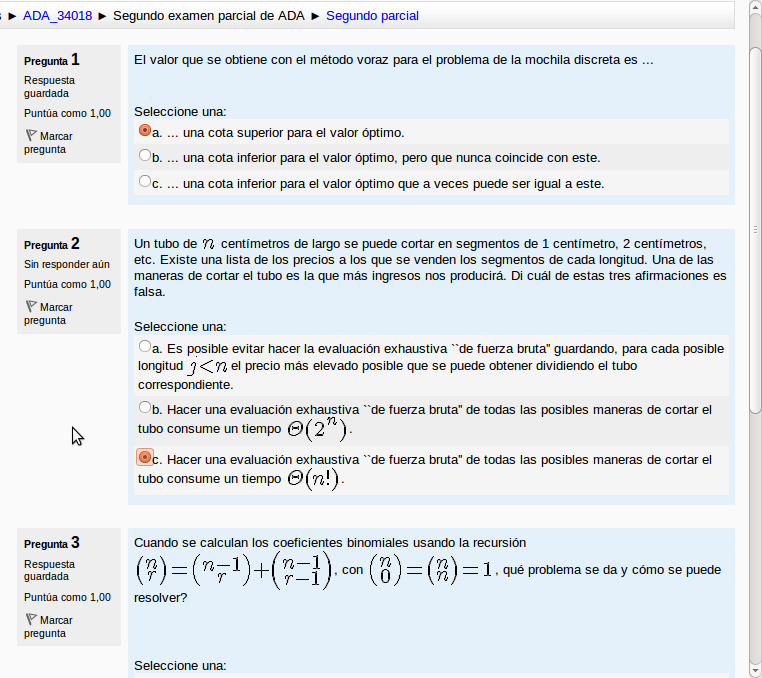 s ► ADA_34018 ► Segundo examen parcial de ADA ► Segundo parcial
Pregunta 1
Respuesta
guardada
Puntúa como 1,00
Marcar
pregunta
El valor que se obtiene con el método voraz para el problema de la mochila discreta es ...
Seleccione una:
a. ... una cota superior para el valor óptimo.
b. ... una cota inferior para el valor óptimo, pero que nunca coincide con este.
c. ... una cota inferior para el valor óptimo que a veces puede ser igual a este.
Pregunta 2
Sin responder aún
Puntúa como 1,00
Marcar
pregunta
Un tubo de n centímetros de largo se puede cortar en segmentos de 1 centímetro, 2 centímetros,
etc. Existe una lista de los precios a los que se venden los segmentos de cada longitud. Una de las
maneras de cortar el tubo es la que más ingresos nos producirá. Di cuál de estas tres afirmaciones es
falsa.
Seleccione una:
a. Es posible evitar hacer la evaluación exhaustiva ``de fuerza bruta'' guardando, para cada posible
longitud j<n el precio más elevado posible que se puede obtener dividiendo el tubo
correspondiente.
b. Hacer una evaluación exhaustiva ``de fuerza bruta'' de todas las posibles maneras de cortar el
tubo consume un tiempo Θ(2^n).
c. Hacer una evaluación exhaustiva ``de fuerza bruta'' de todas las posibles maneras de cortar el
tubo consume un tiempo Θ(n!).
Pregunta 3
Respuesta
guardada
Puntúa como 1,00
Marcar
pregunta
Cuando se calculan los coeficientes binomiales usando la recursión
(n r)=(n−1 r)+(n−1 r−1), con (n 0)=(n n)=1, qué problema se da y cómo se puede
resolver?
Seleccione una: